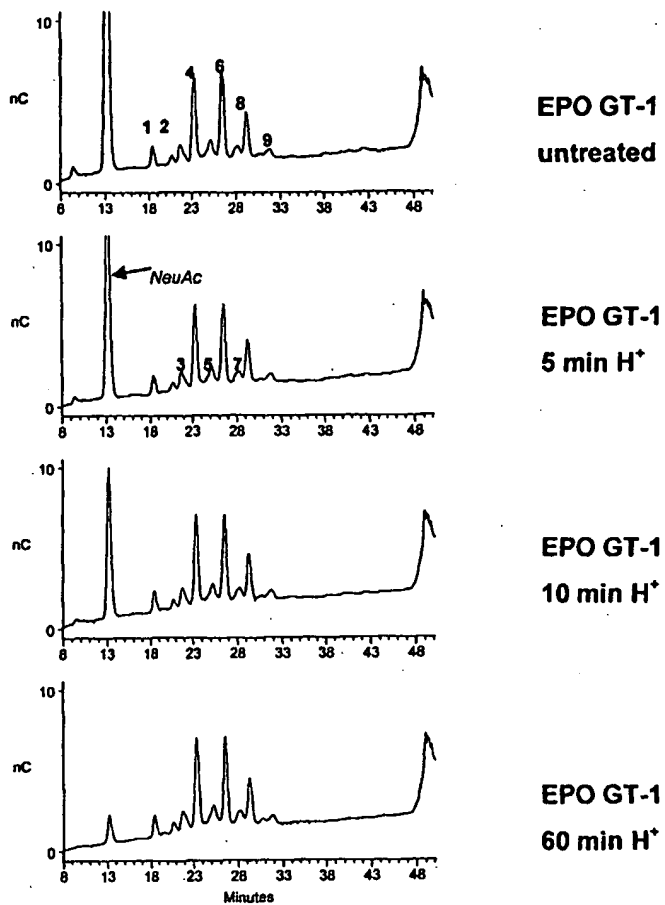 10
nC
0
1 2 4 6 8 9
8 13 18 23 28 33 38 43 48
EPO GT-1
untreated
10
nC
0
NeuAc
3 5 7
8 13 18 23 28 33 38 43 48
EPO GT-1
5 min H⁺
10
nC
0
8 13 18 23 28 33 38 43 48
EPO GT-1
10 min H⁺
10
nC
0
8 13 18 23 28 33 38 43 48
Minutes
EPO GT-1
60 min H⁺